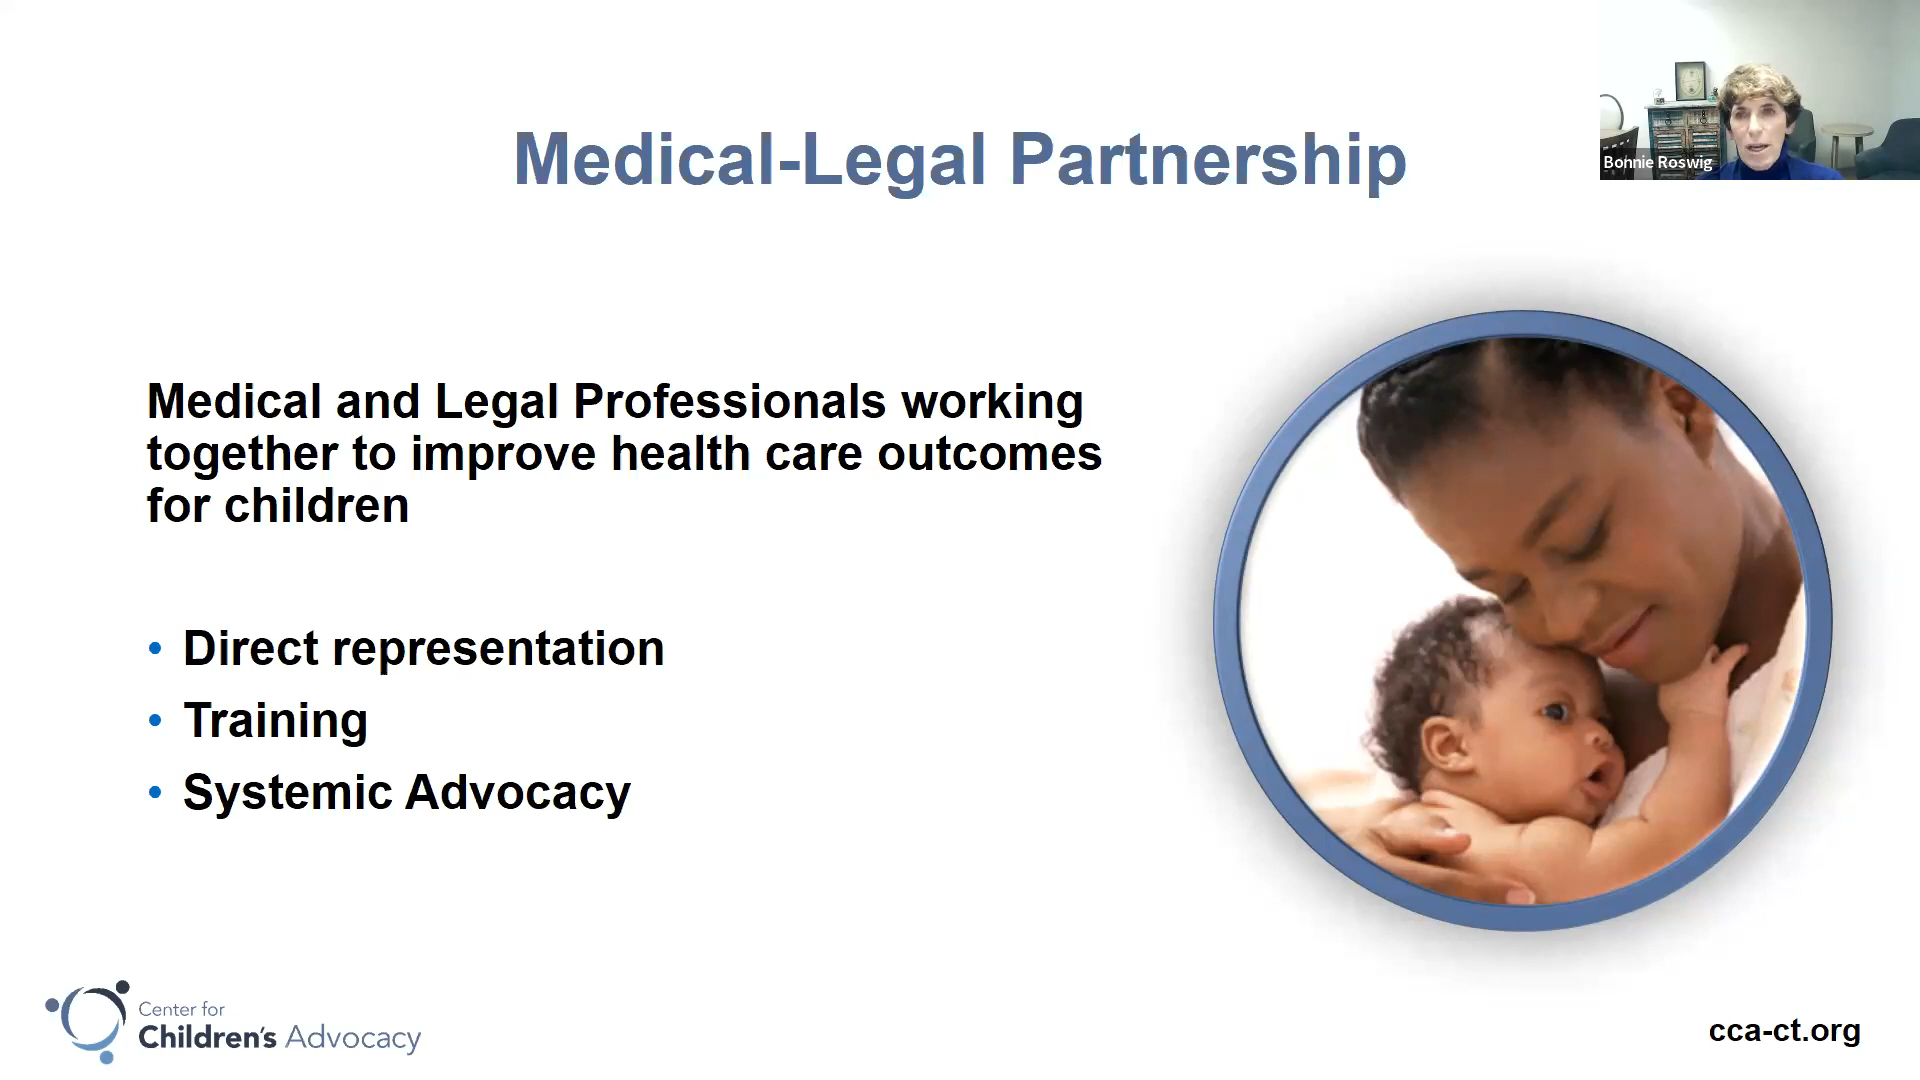 Medical-Legal Partnership
Bonnie Roswig
Medical and Legal Professionals working
together to improve health care outcomes
for children
• Direct representation
• Training
• Systemic Advocacy
Center for
Children's Advocacy
cca-ct.org